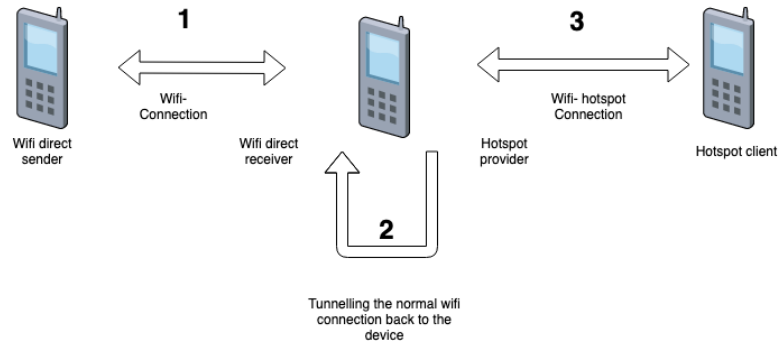 1
3
Wifi-
Connection
Wifi- hotspot
Connection
Wifi direct
sender
Wifi direct
receiver
Hotspot
provider
Hotspot client
2
Tunnelling the normal wifi
connection back to the
device